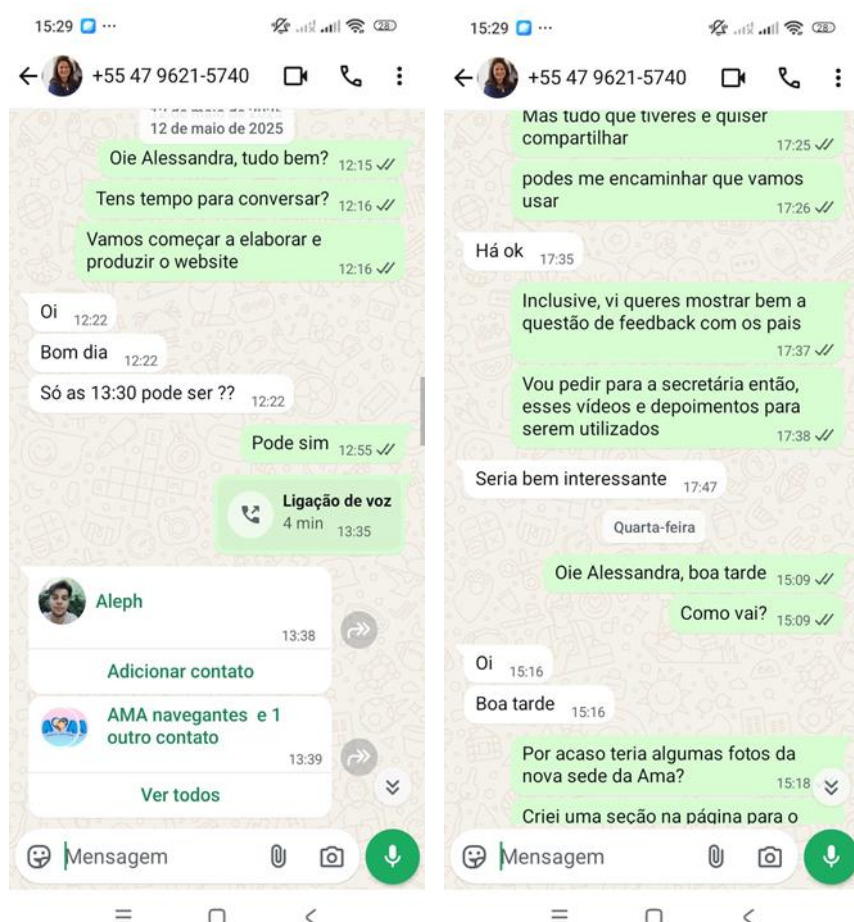 15:29 ...
28
+55 47 9621-5740
12 de maio de 2025
Oie Alessandra, tudo bem? 12:15
Tens tempo para conversar? 12:16
Vamos começar a elaborar e
produzir o website 12:16
Oi 12:22
Bom dia 12:22
Só as 13:30 pode ser ?? 12:22
Pode sim 12:55
Ligação de voz
4 min 13:35
Aleph
13:38
Adicionar contato
AMA navegantes e 1
outro contato
13:39
Ver todos
Mensagem
15:29 ...
28
+55 47 9621-5740
Mas tudo que tiveres e quiser
compartilhar 17:25
podes me encaminhar que vamos
usar 17:26
Há ok 17:35
Inclusive, vi queres mostrar bem a
questão de feedback com os pais
17:37
Vou pedir para a secretária então,
esses vídeos e depoimentos para
serem utilizados 17:38
Seria bem interessante 17:47
Quarta-feira
Oie Alessandra, boa tarde 15:09
Como vai? 15:09
Oi 15:16
Boa tarde 15:16
Por acaso teria algumas fotos da
nova sede da Ama? 15:18
Criei uma seção na página para o
Mensagem